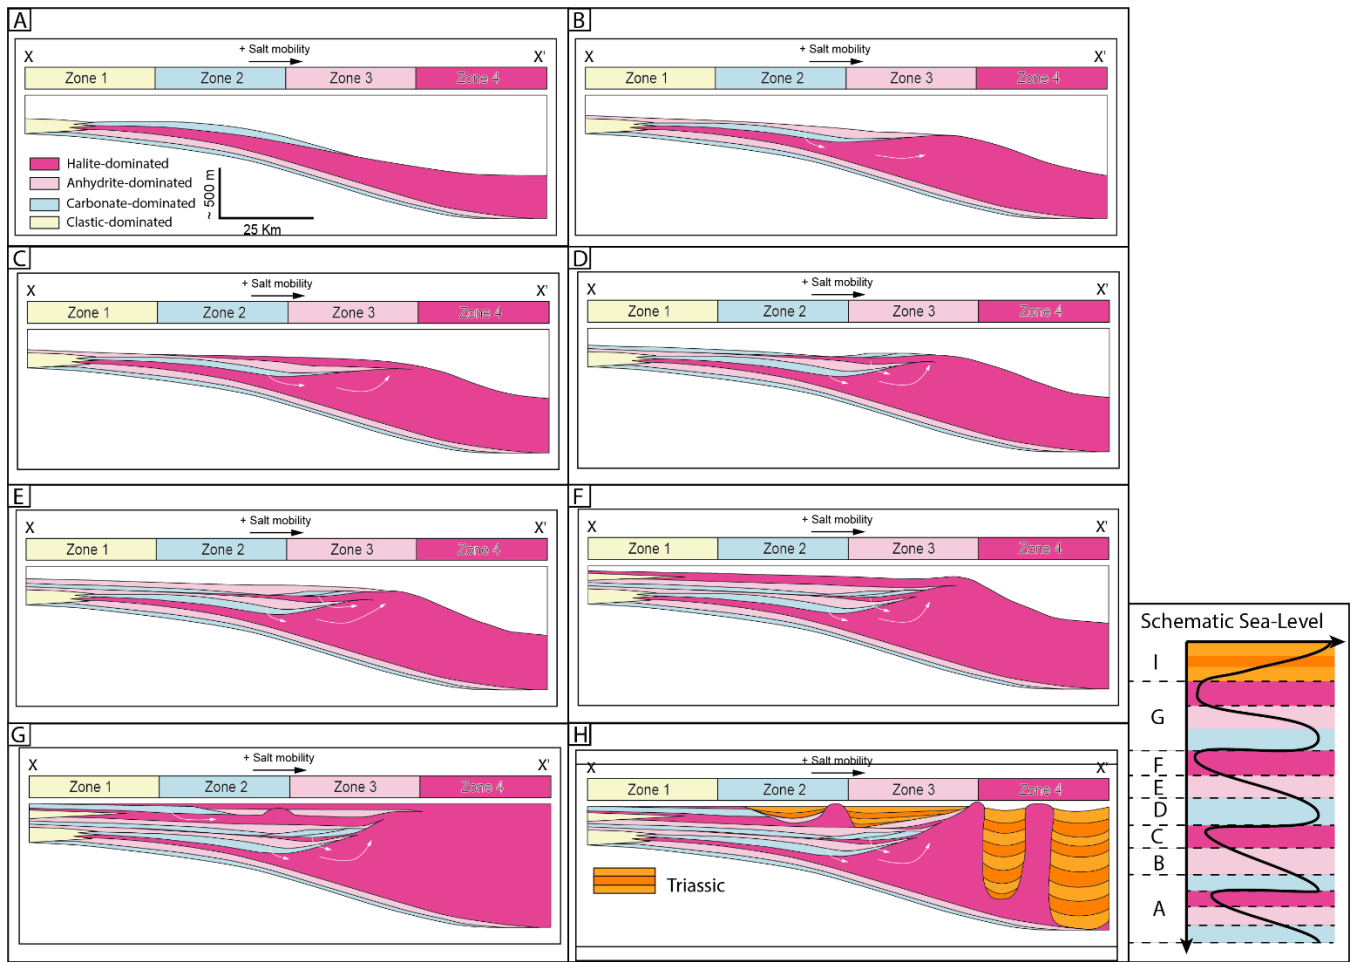 A
+ Salt mobility
X X'
Zone 1 Zone 2 Zone 3 Zone 4
Halite-dominated
Anhydrite-dominated
Carbonate-dominated
Clastic-dominated
~ 500 m
25 Km
B
+ Salt mobility
X X'
Zone 1 Zone 2 Zone 3 Zone 4
C
+ Salt mobility
X X'
Zone 1 Zone 2 Zone 3 Zone 4
D
+ Salt mobility
X X'
Zone 1 Zone 2 Zone 3 Zone 4
E
+ Salt mobility
X X'
Zone 1 Zone 2 Zone 3 Zone 4
F
+ Salt mobility
X X'
Zone 1 Zone 2 Zone 3 Zone 4
G
+ Salt mobility
X X'
Zone 1 Zone 2 Zone 3 Zone 4
H
+ Salt mobility
X X'
Zone 1 Zone 2 Zone 3 Zone 4
Triassic
Schematic Sea-Level
I
G
F
E
D
C
B
A